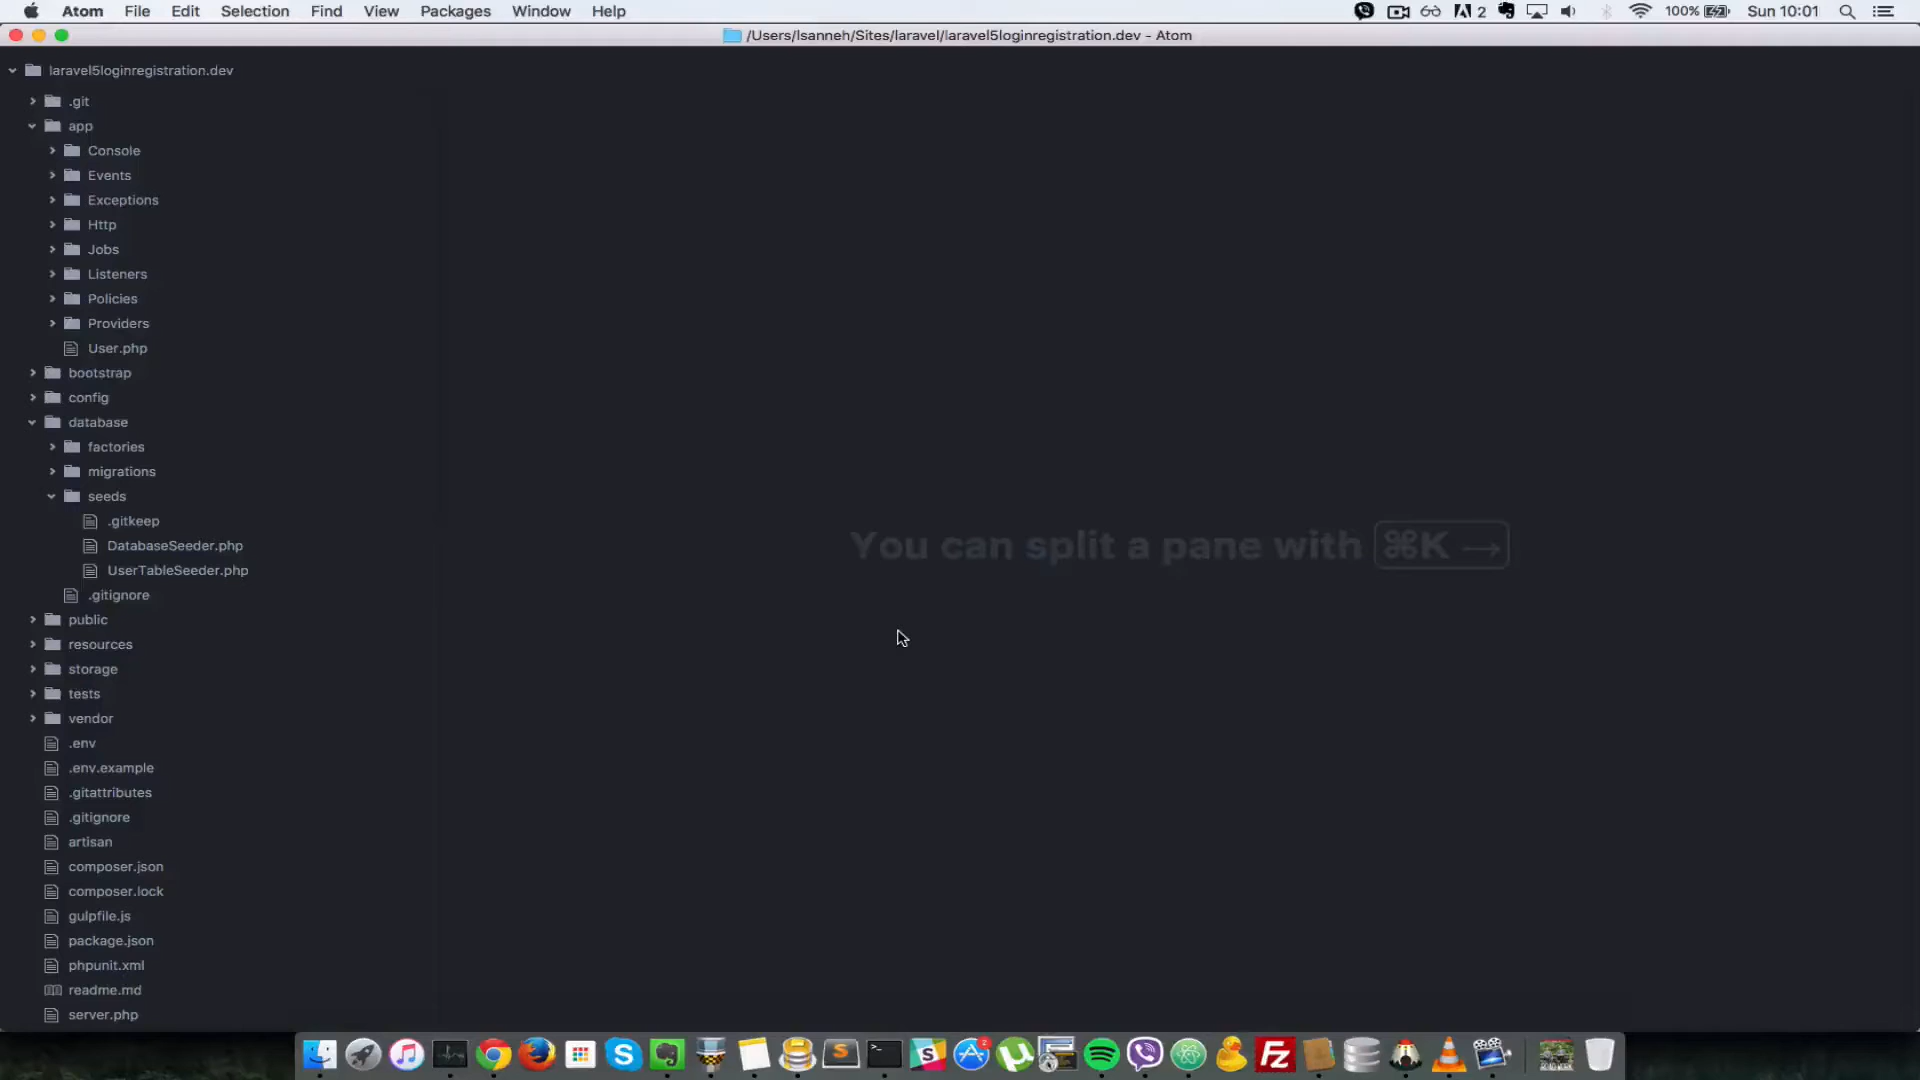 Atom File Edit Selection Find View Packages Window Help 2 100% Sun 10:01
/Users/lsanneh/Sites/laravel/laravel5loginregistration.dev - Atom
laravel5loginregistration.dev
.git
app
Console
Events
Exceptions
Http
Jobs
Listeners
Policies
Providers
User.php
bootstrap
config
database
factories
migrations
seeds
.gitkeep
DatabaseSeeder.php
UserTableSeeder.php
.gitignore
public
resources
storage
tests
vendor
.env
.env.example
.gitattributes
.gitignore
artisan
composer.json
composer.lock
gulpfile.js
package.json
phpunit.xml
readme.md
server.php
You can split a pane with ⌘K →